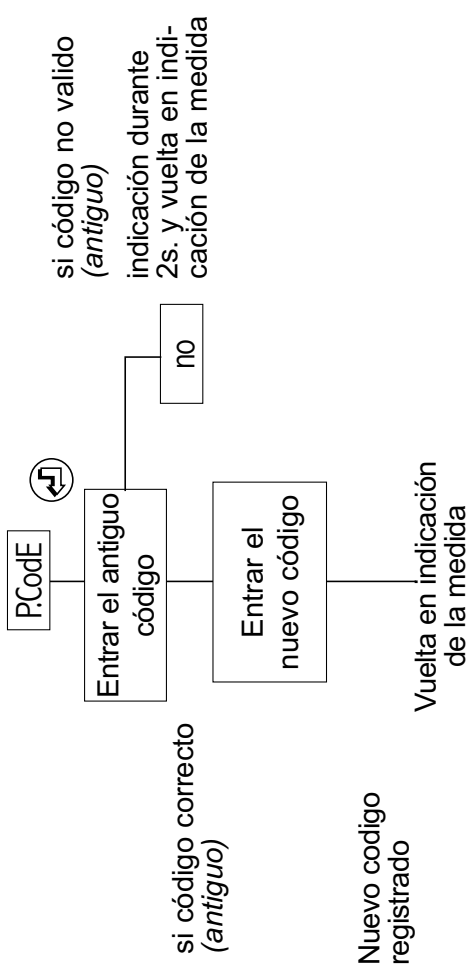 P.CodE
Entrar el antiguo
código
si código no valido
(antiguo)
indicación durante
2s. y vuelta en indi-
cación de la medida
no
si código correcto
(antiguo)
Entrar el
nuevo código
Nuevo codigo
registrado
Vuelta en indicación
de la medida